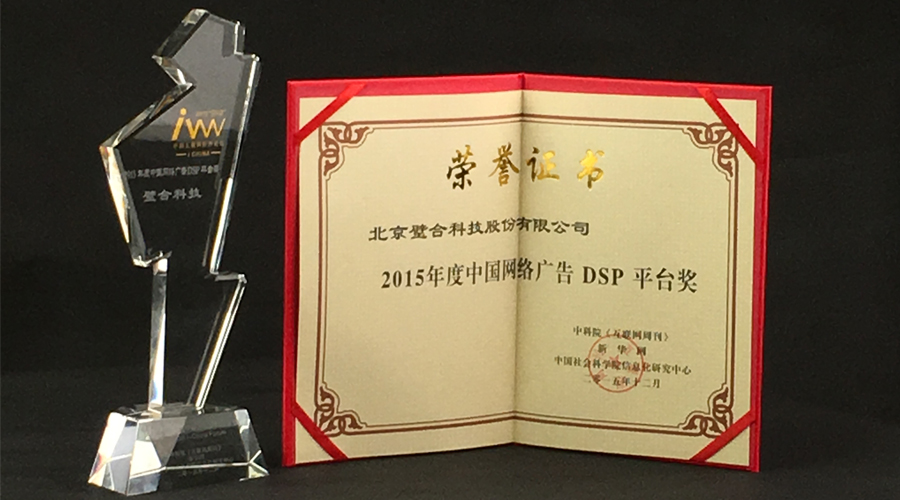 iww
壁合科技
荣誉证书
北京壁合科技股份有限公司
2015年度中国网络广告 DSP 平台奖
中科院《互联网周刊》
新华网
中国社会科学院信息化研究中心
二零一五年十二月